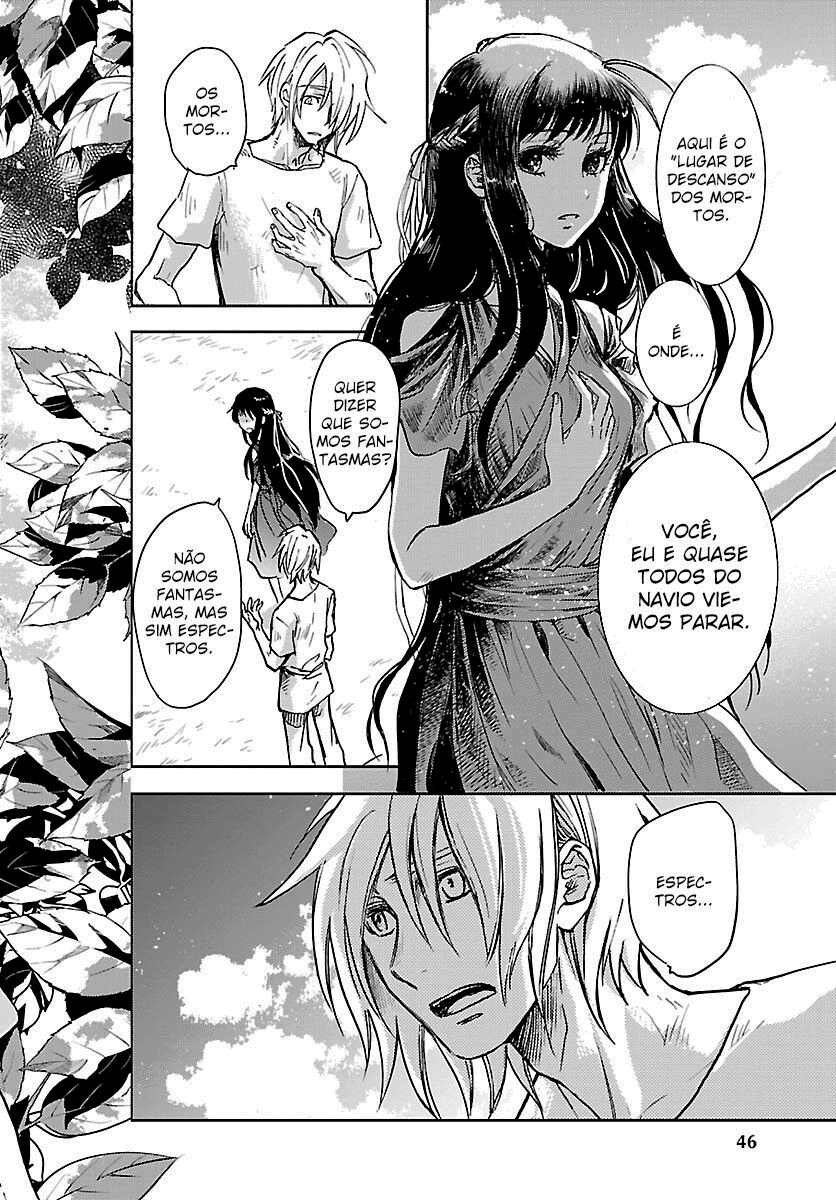 AQUI É O
"LUGAR DE
DESCANSO"
DOS MOR-
TOS.
É
ONDE...
VOCÊ,
EU E QUASE
TODOS DO
NAVIO VIE-
MOS PARAR.
OS
MOR-
TOS...
QUER
DIZER
QUE SO-
MOS FAN-
TASMAS?
NÃO
SOMOS
FANTAS-
MAS, MAS
SIM ESPEC-
TROS.
ESPEC-
TROS...
46